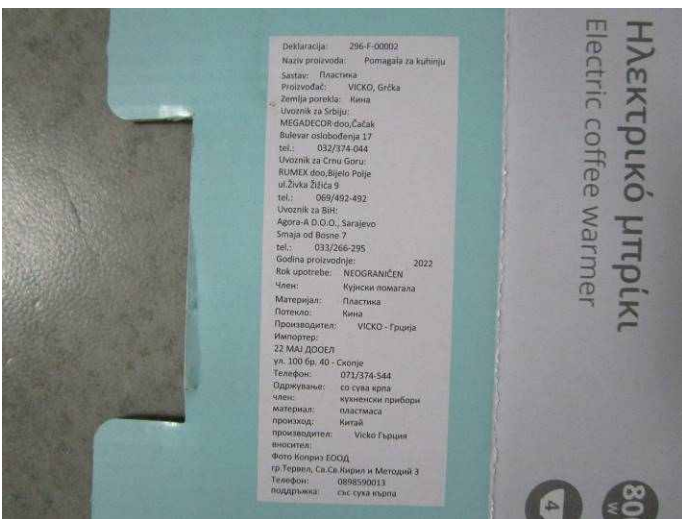 Deklaracija: 296-F-00002
Naziv proizvoda: Pomagala za kuhinju
Sastav: Пластика
Proizvođač: VICKO, Grčka
Zemlja porekla: Кина
Uvoznik za Srbiju:
MEGADECOR doo,Čačak
Bulevar oslobođenja 17
tel.: 032/374-044
Uvoznik za Crnu Goru:
RUMEX doo,Bijelo Polje
ul.Živka Žižića 9
tel.: 069/492-492
Uvoznik za BiH:
Agora-A D.O.O., Sarajevo
Smaja od Bosne 7
tel.: 033/266-295
Godina proizvodnje: 2022
Rok upotrebe: NEOGRANIČEN
Член: Кујнски помагала
Материјал: Пластика
Потекло: Кина
Производител: VICKO - Грција
Импортер:
22 МАЈ ДООЕЛ
ул. 100 бр. 40 - Скопје
Телефон: 071/374-544
Одржување: со сува крпа
член: кухненски прибори
материал: пластмаса
произход: Китай
производител: Vicko Гърция
вносител:
Фото Коприз ЕООД
гр.Тервел, Св.Св.Кирил и Методий 3
Телефон: 0898590013
поддръжка: със суха кърпа
Ηλεκτρικό μπρίκι
Electric coffee warmer
80
W
4